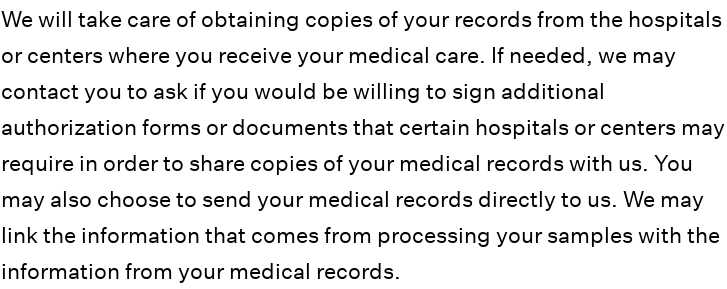 We will take care of obtaining copies of your records from the hospitals
or centers where you receive your medical care. If needed, we may
contact you to ask if you would be willing to sign additional
authorization forms or documents that certain hospitals or centers may
require in order to share copies of your medical records with us. You
may also choose to send your medical records directly to us. We may
link the information that comes from processing your samples with the
information from your medical records.